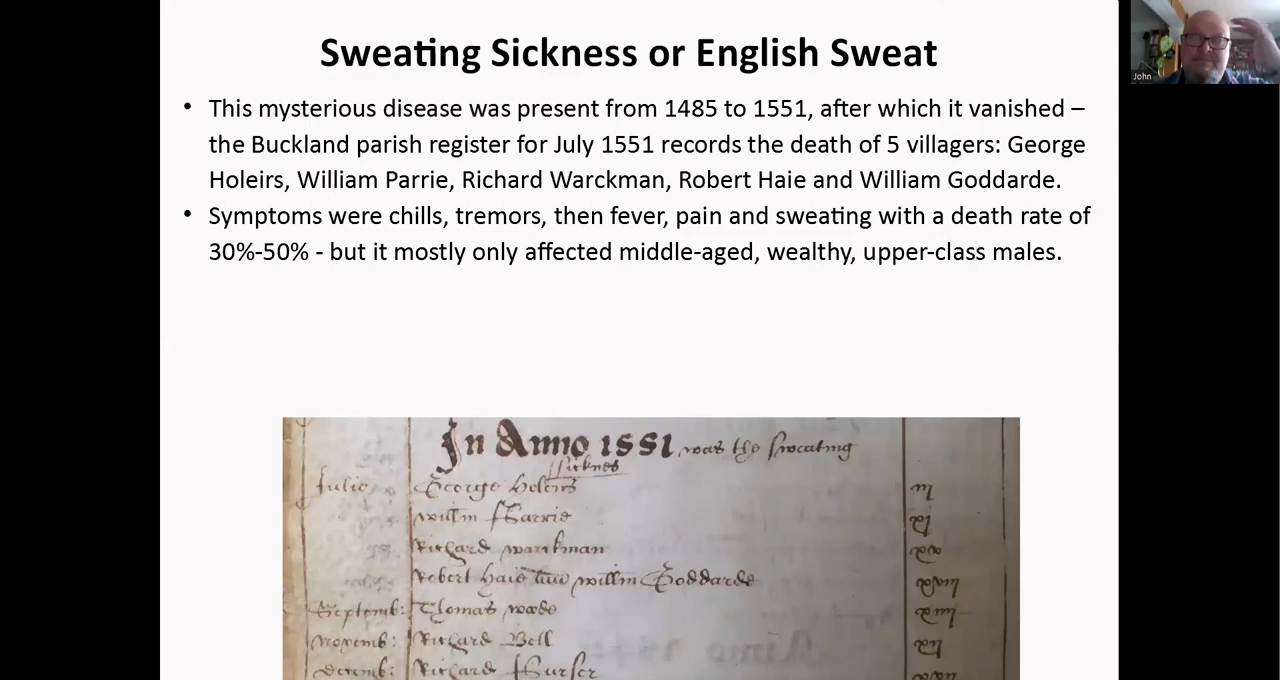 Sweating Sickness or English Sweat
• This mysterious disease was present from 1485 to 1551, after which it vanished –
the Buckland parish register for July 1551 records the death of 5 villagers: George
Holeirs, William Parrie, Richard Warckman, Robert Haie and William Goddarde.
• Symptoms were chills, tremors, then fever, pain and sweating with a death rate of
30%-50% - but it mostly only affected middle-aged, wealthy, upper-class males.
John
In Anno 1551 was the sweating
sicknes
Julie George Holeirs
willm Parrie
Richard warckman
Robert haie willm Goddarde
Septemb: Thomas
Novemb: Richard Bell
Decemb: Richard